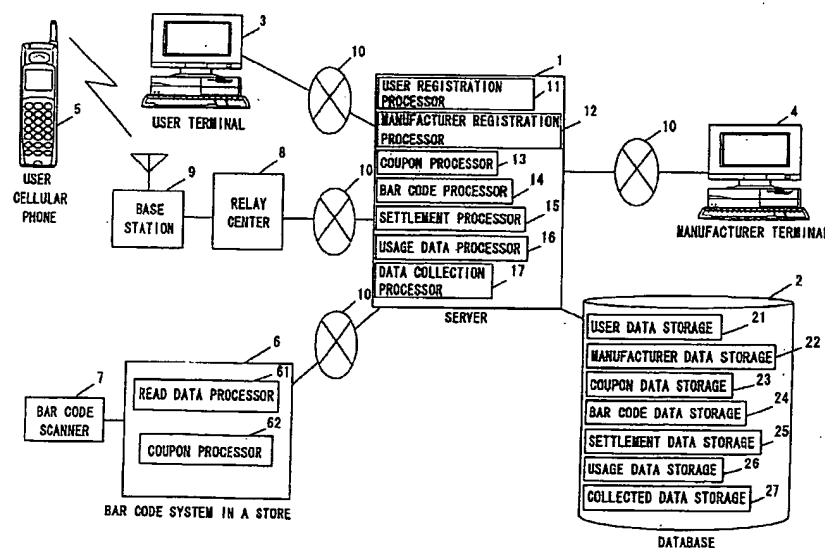 3
10
1
USER REGISTRATION
PROCESSOR
11
12
4
5
USER TERMINAL
MANUFACTURER REGISTRATION
PROCESSOR
10
USER
CELLULAR
PHONE
9
8
10
COUPON PROCESSOR
13
BASE
STATION
RELAY
CENTER
BAR CODE PROCESSOR
14
SETTLEMENT PROCESSOR
15
MANUFACTURER TERMINAL
USAGE DATA PROCESSOR
16
DATA COLLECTION
PROCESSOR
17
10
2
SERVER
USER DATA STORAGE
21
6
MANUFACTURER DATA STORAGE
22
7
61
READ DATA PROCESSOR
COUPON DATA STORAGE
23
BAR CODE
SCANNER
BAR CODE DATA STORAGE
24
62
COUPON PROCESSOR
SETTLEMENT DATA STORAGE
25
USAGE DATA STORAGE
26
COLLECTED DATA STORAGE
27
BAR CODE SYSTEM IN A STORE
DATABASE